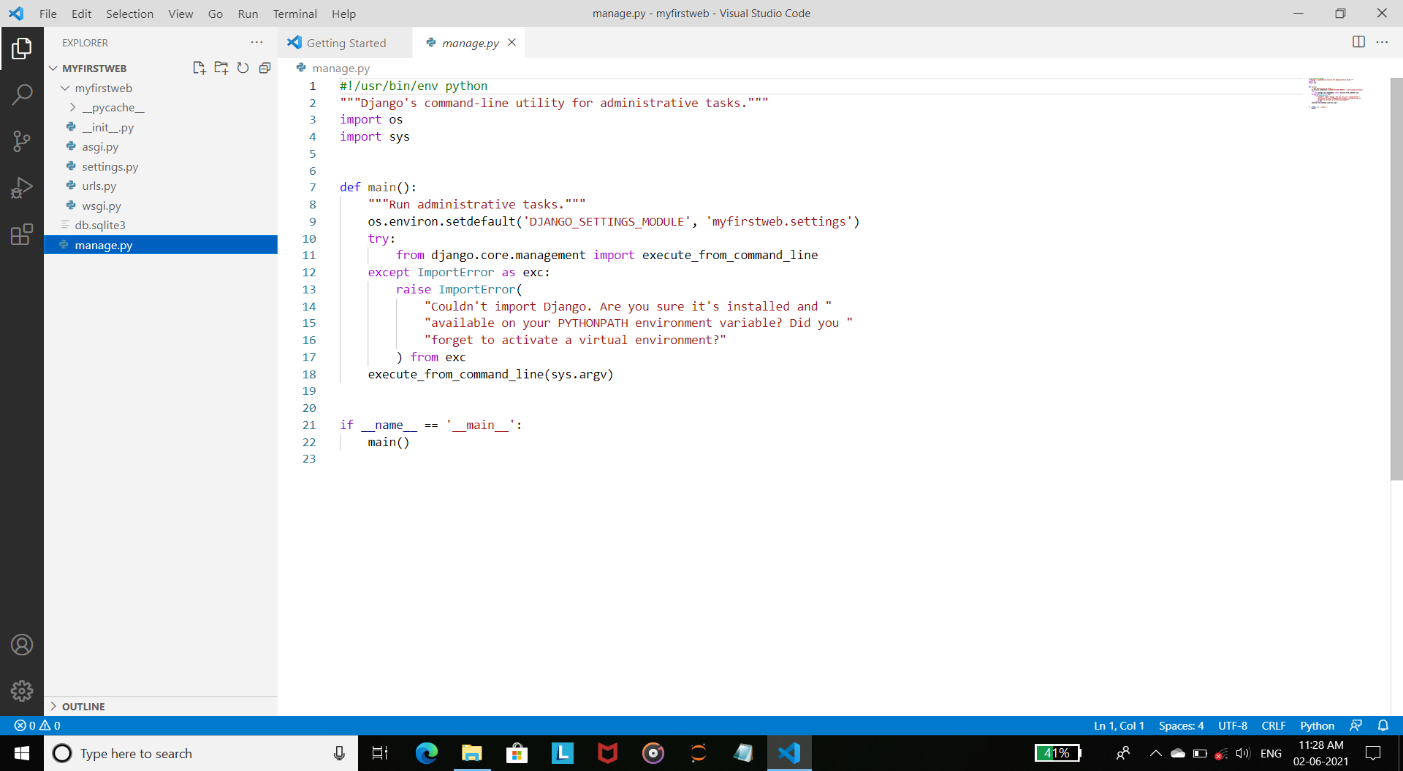 File Edit Selection View Go Run Terminal Help
manage.py - myfirstweb - Visual Studio Code
EXPLORER
MYFIRSTWEB
myfirstweb
__pycache__
__init__.py
asgi.py
settings.py
urls.py
wsgi.py
db.sqlite3
manage.py
OUTLINE
Getting Started
manage.py
manage.py
1 #!/usr/bin/env python
2 """Django's command-line utility for administrative tasks."""
3 import os
4 import sys
5
6
7 def main():
8     """Run administrative tasks."""
9     os.environ.setdefault('DJANGO_SETTINGS_MODULE', 'myfirstweb.settings')
10     try:
11         from django.core.management import execute_from_command_line
12     except ImportError as exc:
13         raise ImportError(
14             "Couldn't import Django. Are you sure it's installed and "
15             "available on your PYTHONPATH environment variable? Did you "
16             "forget to activate a virtual environment?"
17         ) from exc
18     execute_from_command_line(sys.argv)
19
20
21 if __name__ == '__main__':
22     main()
23
0 0
Ln 1, Col 1 Spaces: 4 UTF-8 CRLF Python
Type here to search
L
41%
ENG
11:28 AM
02-06-2021